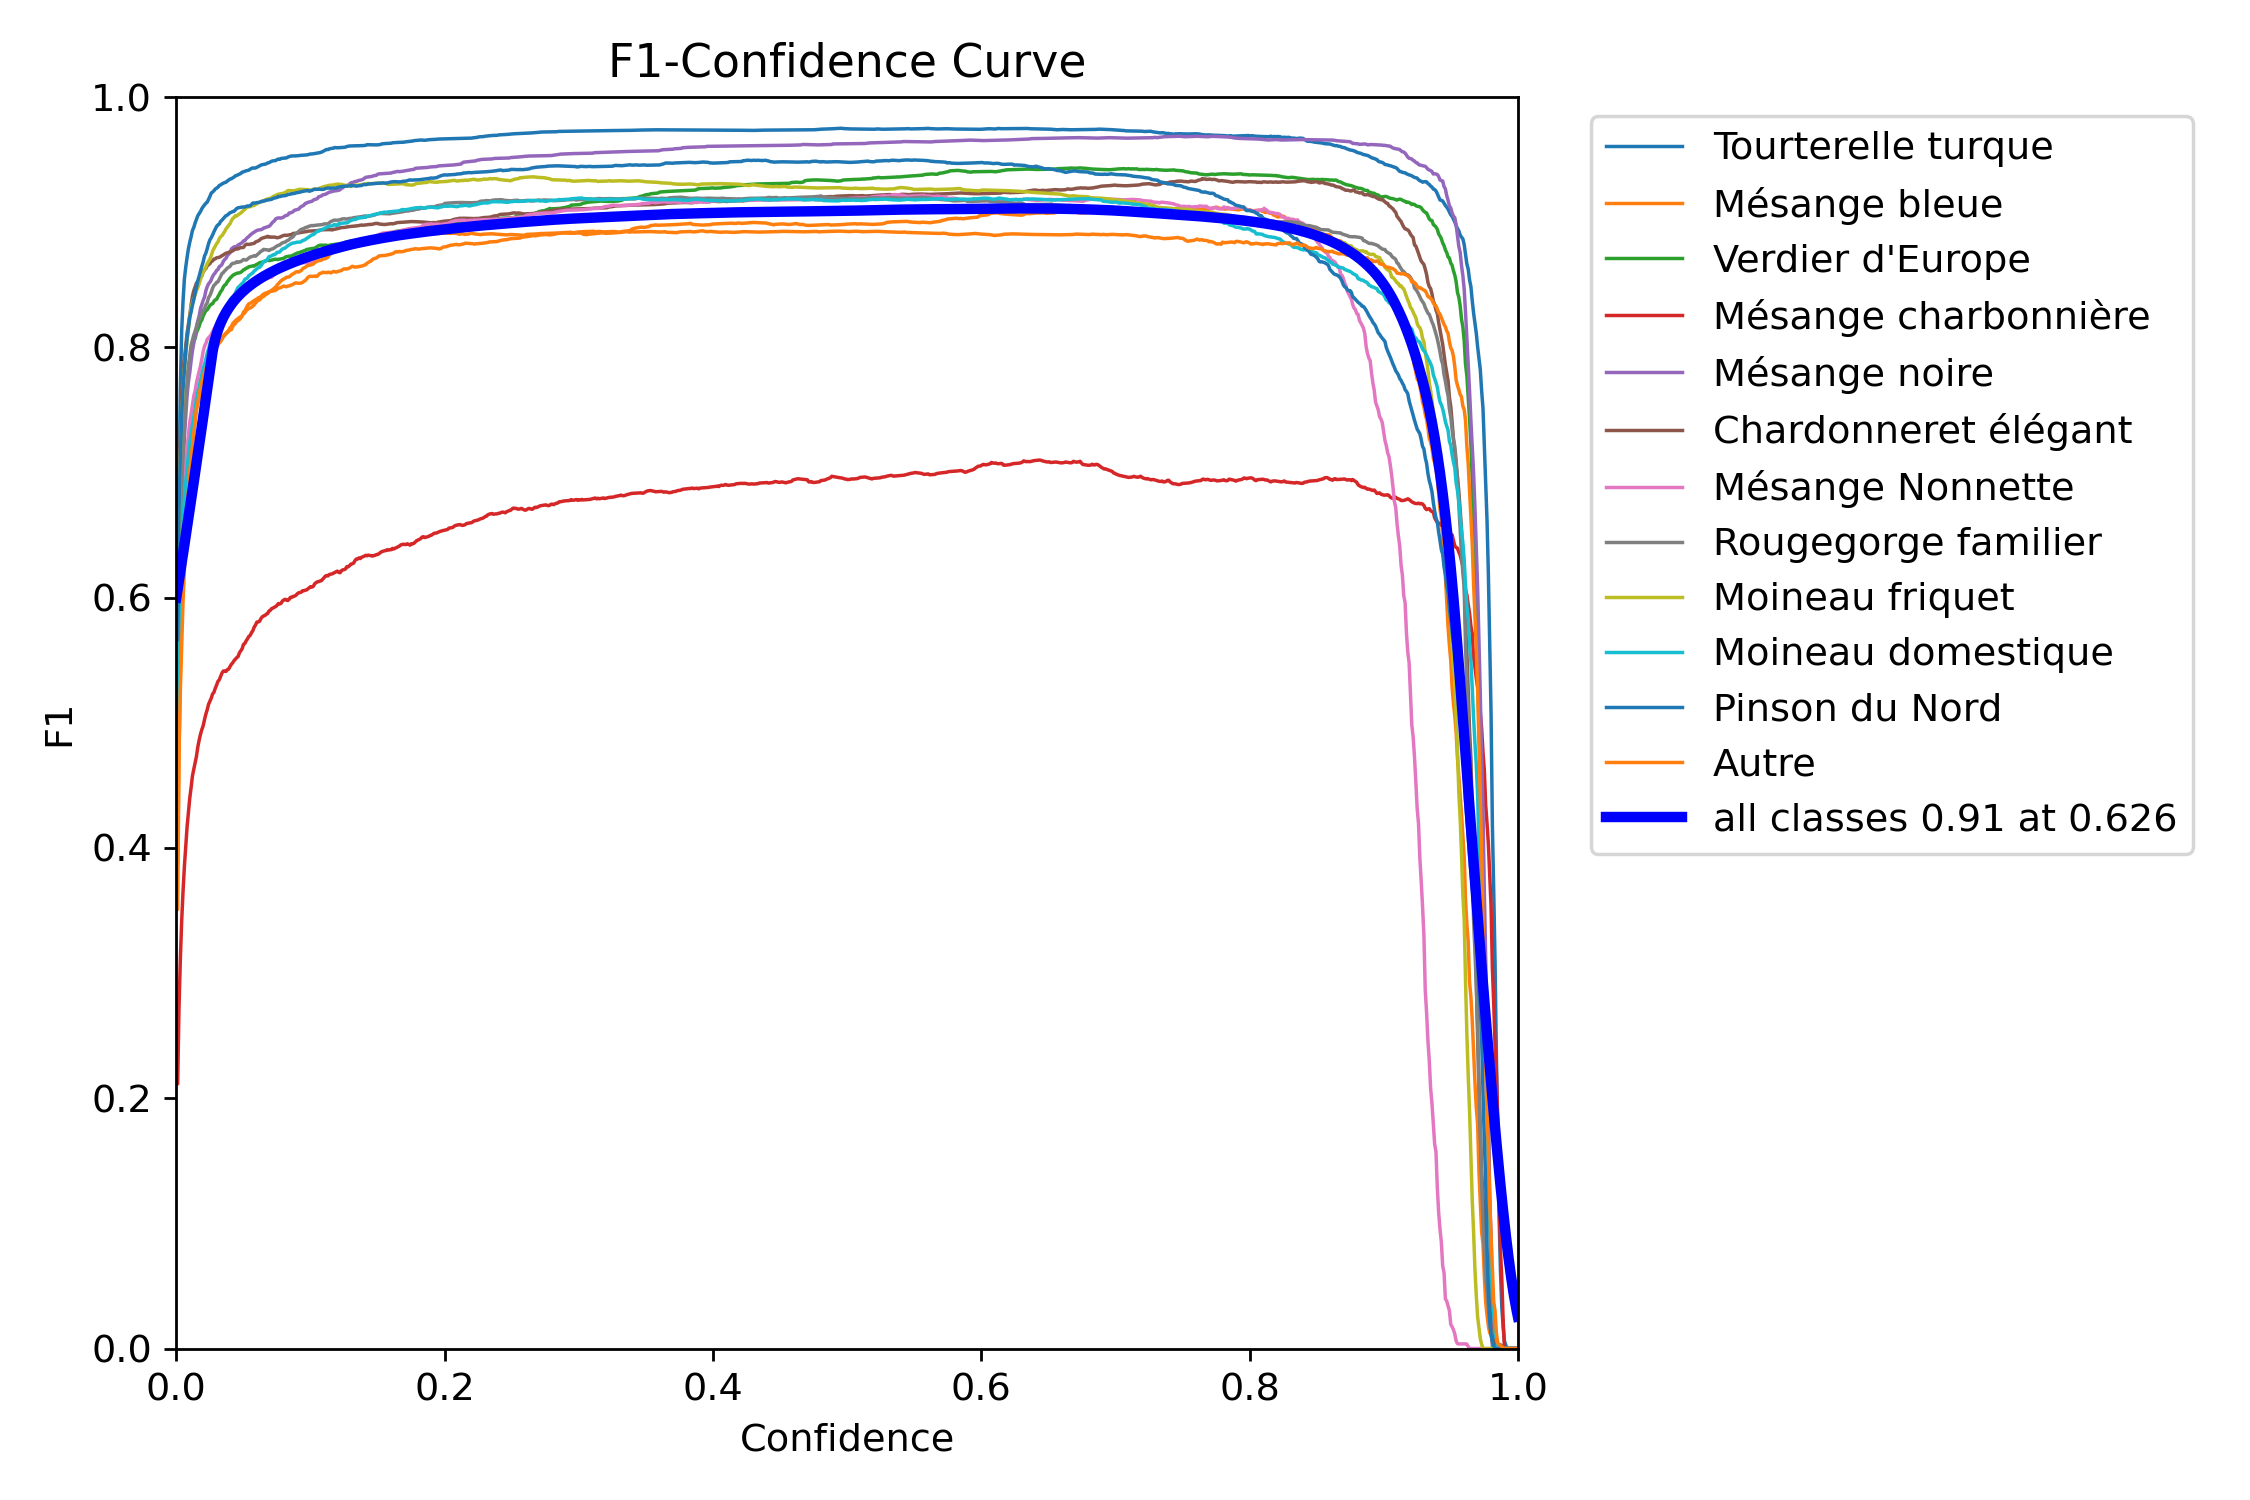 F1-Confidence Curve
1.0
0.8
0.6
0.4
0.2
0.0
F1
0.0 0.2 0.4 0.6 0.8 1.0
Confidence
Tourterelle turque
Mésange bleue
Verdier d'Europe
Mésange charbonnière
Mésange noire
Chardonneret élégant
Mésange Nonnette
Rougegorge familier
Moineau friquet
Moineau domestique
Pinson du Nord
Autre
all classes 0.91 at 0.626